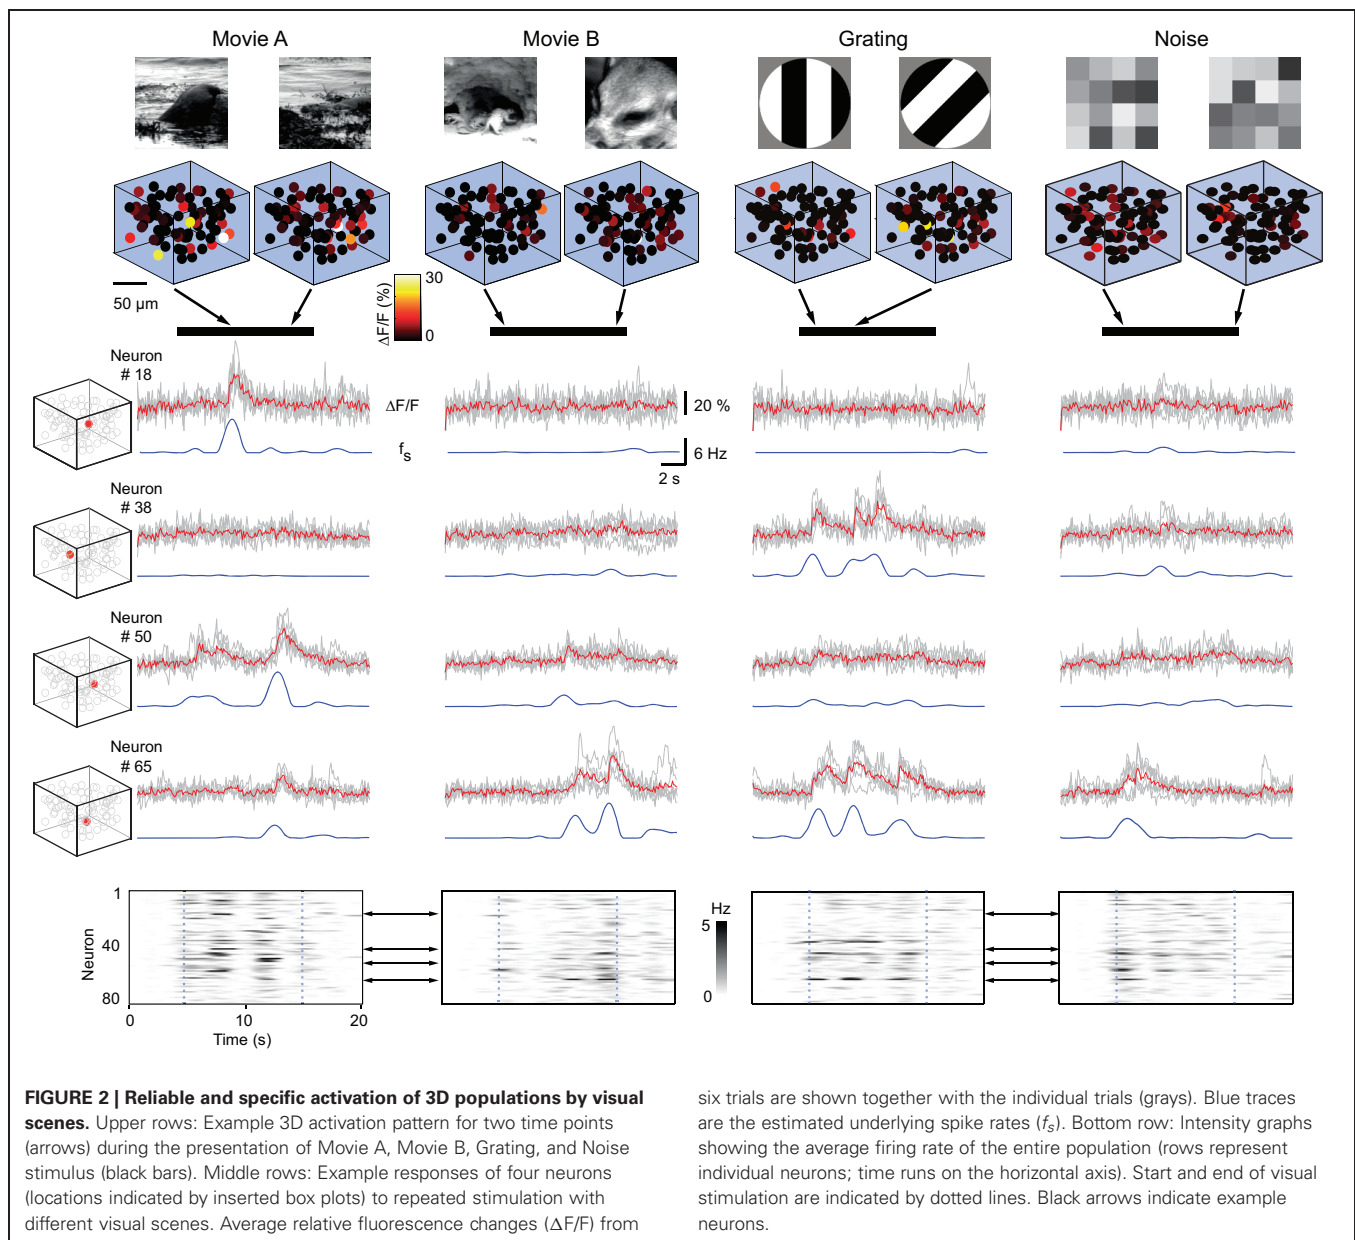 Movie A
Movie B
Grating
Noise
50 µm
ΔF/F (%)
30
0
Neuron
# 18
ΔF/F
20 %
fs
6 Hz
2 s
Neuron
# 38
Neuron
# 50
Neuron
# 65
1
40
80
Neuron
0
10
20
Time (s)
Hz
5
0
FIGURE 2 | Reliable and specific activation of 3D populations by visual
scenes. Upper rows: Example 3D activation pattern for two time points
(arrows) during the presentation of Movie A, Movie B, Grating, and Noise
stimulus (black bars). Middle rows: Example responses of four neurons
(locations indicated by inserted box plots) to repeated stimulation with
different visual scenes. Average relative fluorescence changes (ΔF/F) from
six trials are shown together with the individual trials (grays). Blue traces
are the estimated underlying spike rates (fs). Bottom row: Intensity graphs
showing the average firing rate of the entire population (rows represent
individual neurons; time runs on the horizontal axis). Start and end of visual
stimulation are indicated by dotted lines. Black arrows indicate example
neurons.